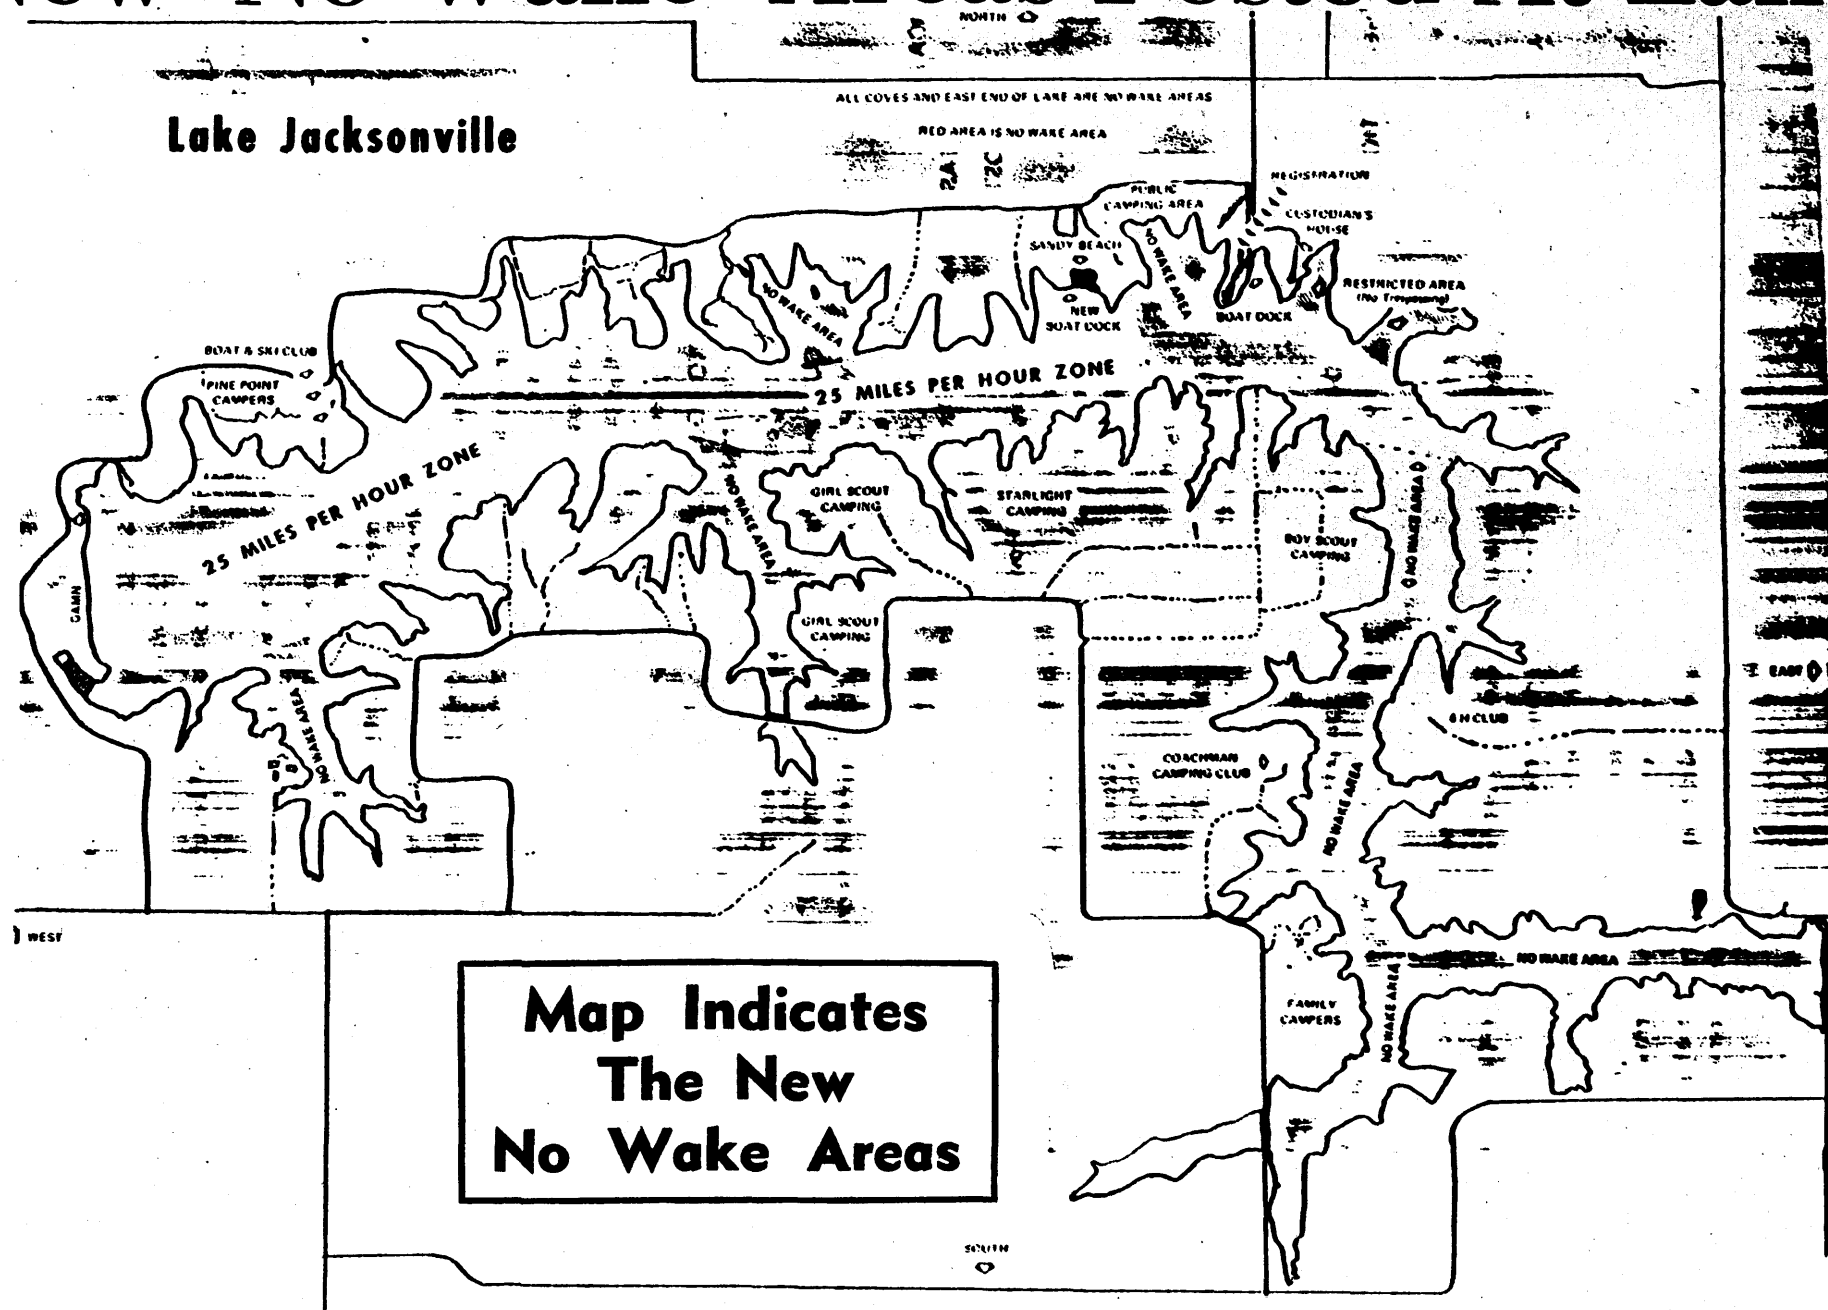 NORTH
ALL COVES AND EAST END OF LAKE ARE NO WAKE AREAS
Lake Jacksonville
RED AREA IS NO WAKE AREA
REGISTRATION
PUBLIC
CAMPING AREA
CUSTODIAN'S
HOUSE
SANDY BEACH
NO WAKE AREA
RESTRICTED AREA
(No Trespassing)
NO WAKE AREA
NEW
BOAT DOCK
BOAT DOCK
BOAT & SKI CLUB
PINE POINT
CAMPERS
25 MILES PER HOUR ZONE
25 MILES PER HOUR ZONE
NO WAKE AREA
GIRL SCOUT
CAMPING
STARLIGHT
CAMPING
NO WAKE AREA
BOY SCOUT
CAMPING
DAMN
GIRL SCOUT
CAMPING
EAST
NO WAKE AREA
4 H CLUB
COACHMAN
CAMPING CLUB
NO WAKE AREA
WEST
NO WAKE AREA
NO WAKE AREA
FAMILY
CAMPERS
Map Indicates
The New
No Wake Areas
SOUTH